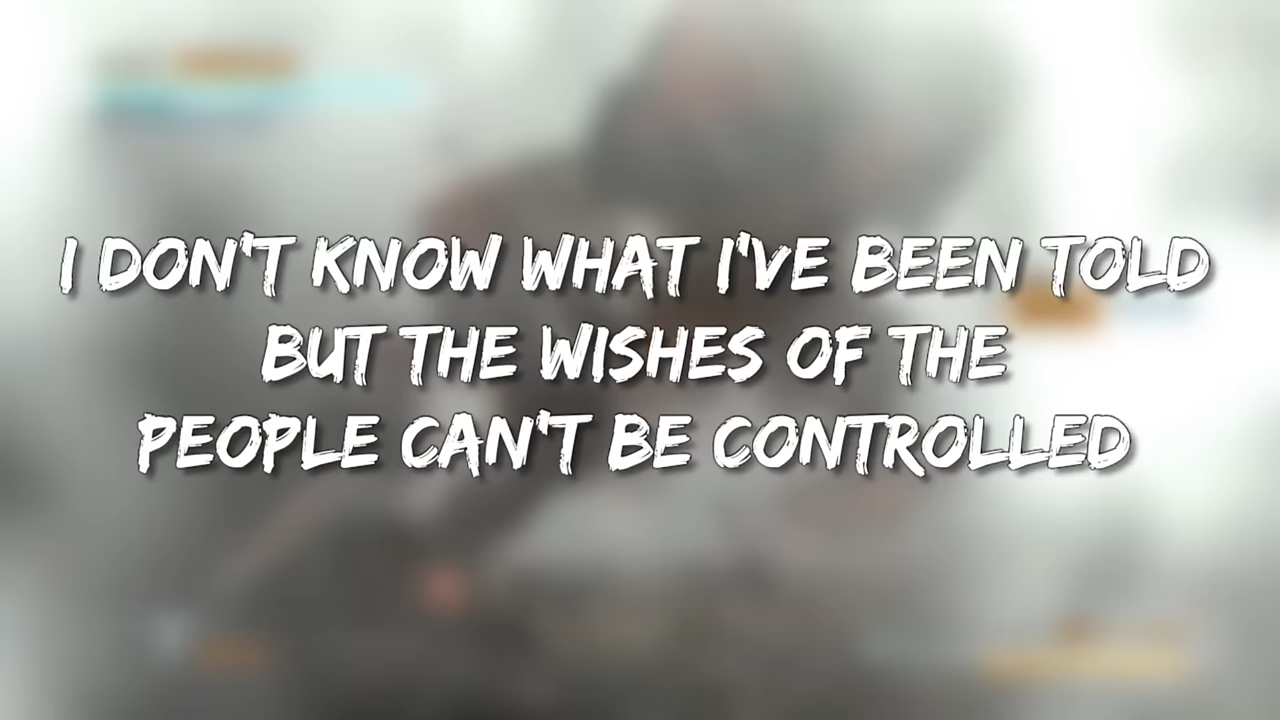 I DON'T KNOW WHAT I'VE BEEN TOLD
BUT THE WISHES OF THE
PEOPLE CAN'T BE CONTROLLED